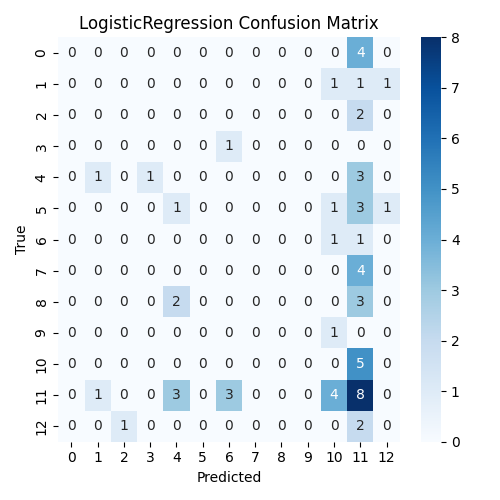 LogisticRegression Confusion Matrix
0 0 0 0 0 0 0 0 0 0 0 0 4 0
1 0 0 0 0 0 0 0 0 0 0 1 1 1
2 0 0 0 0 0 0 0 0 0 0 0 2 0
3 0 0 0 0 0 0 1 0 0 0 0 0 0
4 0 1 0 1 0 0 0 0 0 0 0 3 0
5 0 0 0 0 1 0 0 0 0 0 1 3 1
6 0 0 0 0 0 0 0 0 0 0 1 1 0
7 0 0 0 0 0 0 0 0 0 0 0 4 0
8 0 0 0 0 2 0 0 0 0 0 0 3 0
9 0 0 0 0 0 0 0 0 0 0 1 0 0
10 0 0 0 0 0 0 0 0 0 0 0 5 0
11 0 1 0 0 3 0 3 0 0 0 4 8 0
12 0 0 1 0 0 0 0 0 0 0 0 2 0
0 1 2 3 4 5 6 7 8 9 10 11 12
Predicted
True
8
7
6
5
4
3
2
1
0